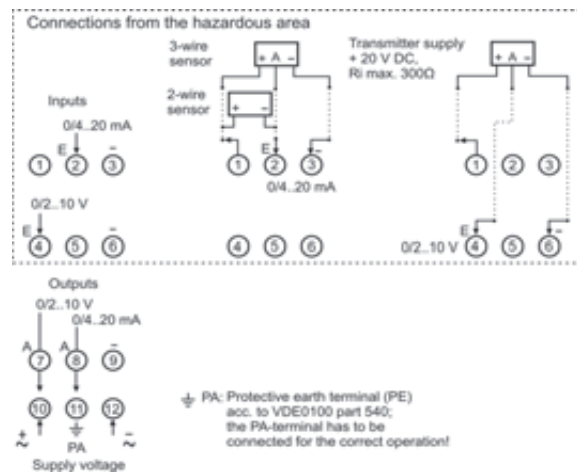 Connections from the hazardous area
3-wire
sensor
+ A −
2-wire
sensor
+ −
Transmitter supply
+ 20 V DC,
Ri max. 300Ω
+ A −
Inputs
0/4..20 mA
E −
1 2 3
E −
1 2 3
0/4..20 mA
1 2 3
0/2..10 V
E −
4 5 6
4 5 6
E −
0/2..10 V 4 5 6
Outputs
0/2..10 V
0/4..20 mA
A A −
7 8 9
10 11 12
+ ~ PA − ~
Supply voltage
PA: Protective earth terminal (PE)
acc. to VDE0100 part 540;
the PA-terminal has to be
connected for the correct operation!